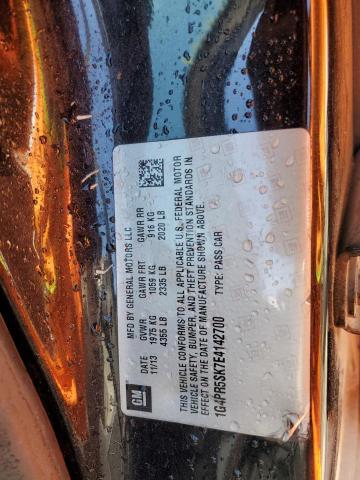 GM
MFD BY GENERAL MOTORS LLC
DATE GVWR GAWR FRT GAWR RR
11/13 1975 KG 1059 KG 916 KG
4355 LB 2335 LB 2020 LB
THIS VEHICLE CONFORMS TO ALL APPLICABLE U.S. FEDERAL MOTOR
VEHICLE SAFETY, BUMPER, AND THEFT PREVENTION STANDARDS IN
EFFECT ON THE DATE OF MANUFACTURE SHOWN ABOVE.
1G4PR5SK7E4142700 TYPE: PASS CAR